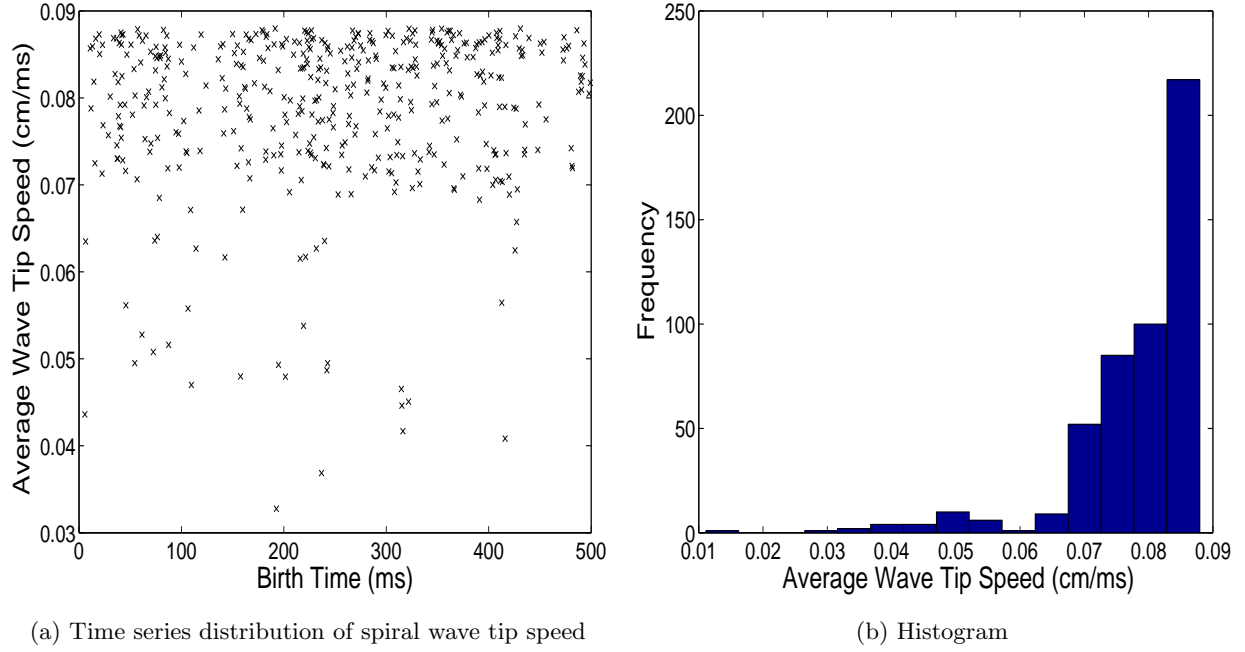 0.09
0.08
0.07
0.06
0.05
0.04
0.03
Average Wave Tip Speed (cm/ms)
0 100 200 300 400 500
Birth Time (ms)
(a) Time series distribution of spiral wave tip speed
250
200
150
100
50
0
Frequency
0.01 0.02 0.03 0.04 0.05 0.06 0.07 0.08 0.09
Average Wave Tip Speed (cm/ms)
(b) Histogram